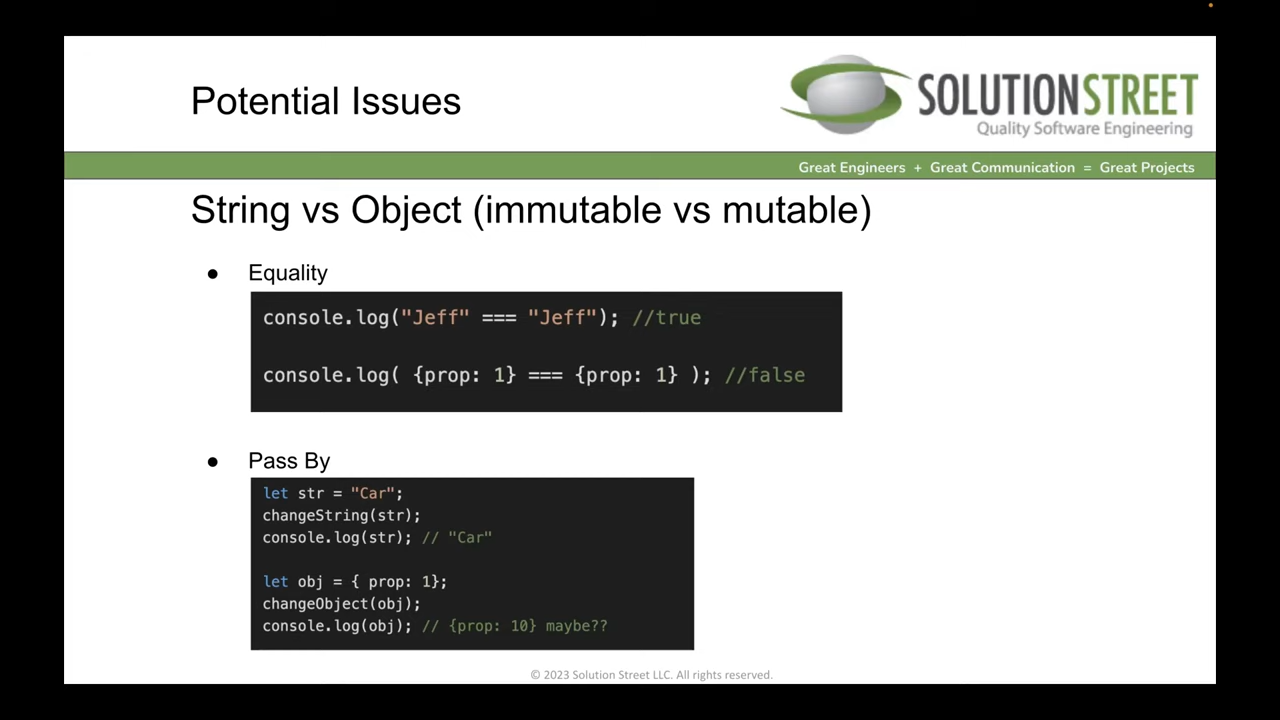 Potential Issues
SOLUTIONSTREET
Quality Software Engineering
Great Engineers + Great Communication = Great Projects
String vs Object (immutable vs mutable)
● Equality
console.log("Jeff" === "Jeff"); //true
console.log( {prop: 1} === {prop: 1} ); //false
● Pass By
let str = "Car";
changeString(str);
console.log(str); // "Car"
let obj = { prop: 1};
changeObject(obj);
console.log(obj); // {prop: 10} maybe??
© 2023 Solution Street LLC. All rights reserved.